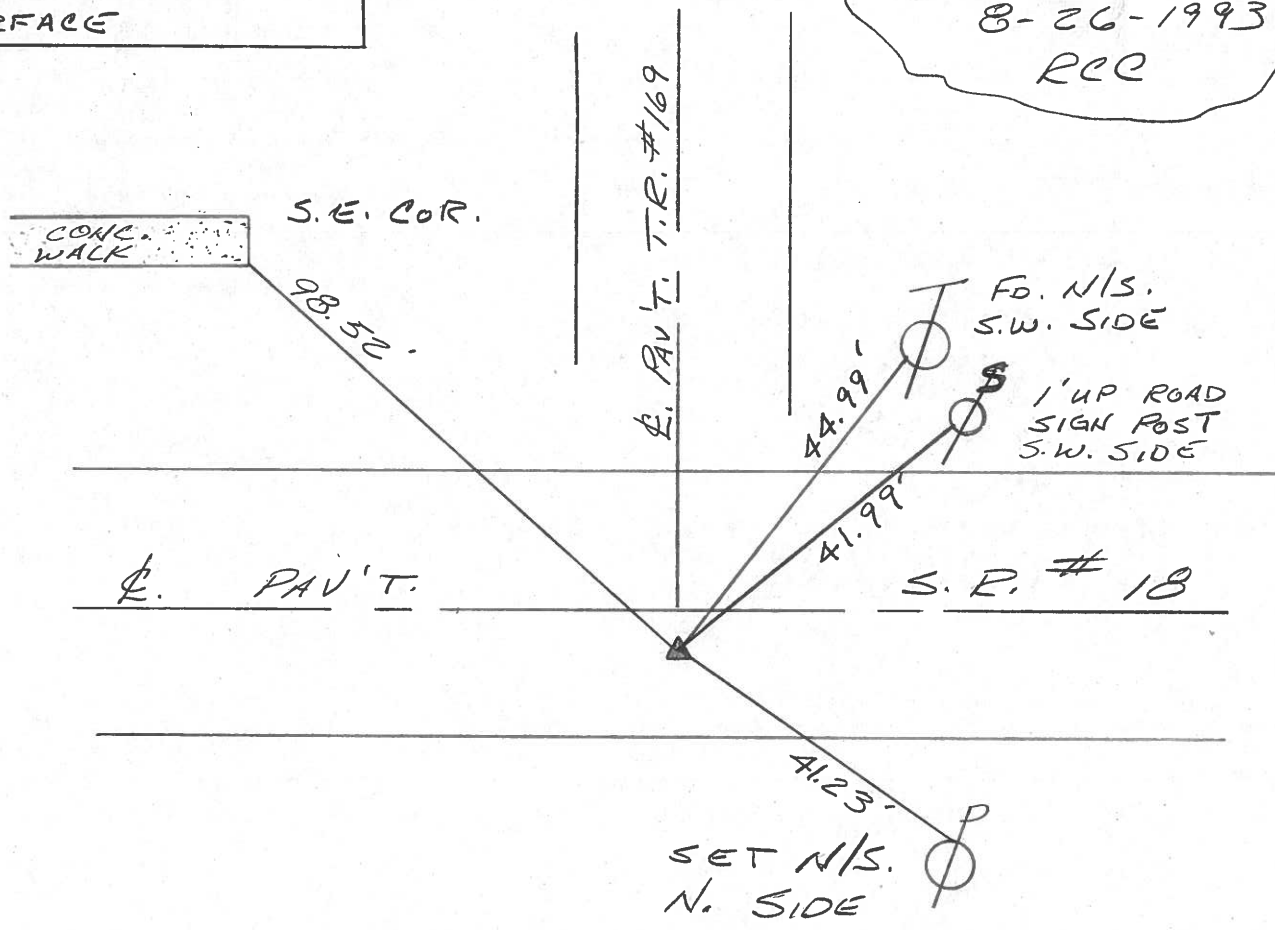 RFACE
8-26-1993
RCC
℄. PAV'T. T.R. #169
S.E. COR.
CONC.
WALK
98.52'
T
FD. N/S.
S.W. SIDE
44.99'
S
1' UP ROAD
SIGN POST
S.W. SIDE
41.99'
℄. PAV'T. S.R. # 18
41.23'
P
SET N/S.
N. SIDE